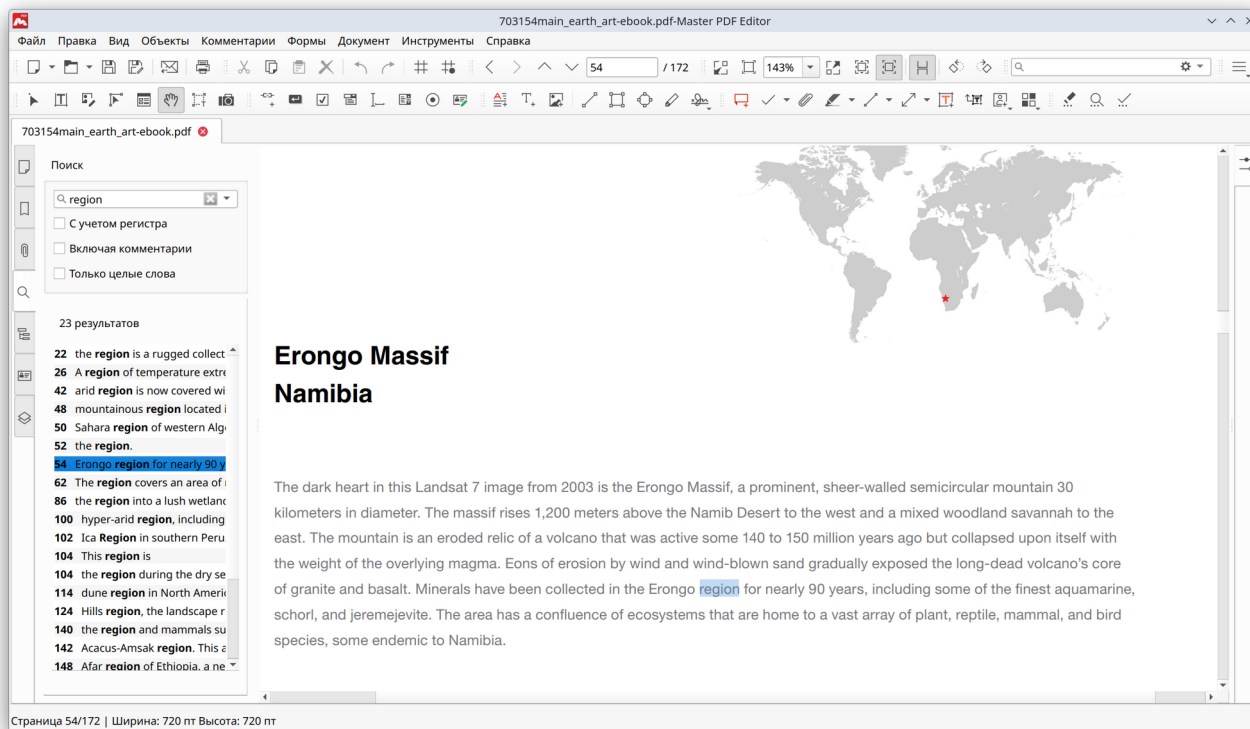 703154main_earth_art-ebook.pdf-Master PDF Editor
Файл Правка Вид Объекты Комментарии Формы Документ Инструменты Справка
54 / 172 143%
703154main_earth_art-ebook.pdf
Поиск
region
С учетом регистра
Включая комментарии
Только целые слова
23 результатов
22 the region is a rugged collect
26 A region of temperature extre
42 arid region is now covered wi
48 mountainous region located i
50 Sahara region of western Alg
52 the region.
54 Erongo region for nearly 90 y
62 The region covers an area of
86 the region into a lush wetland
100 hyper-arid region, including
102 Ica Region in southern Peru
104 This region is
104 the region during the dry se
114 dune region in North Americ
124 Hills region, the landscape r
140 the region and mammals su
142 Acacus-Amsak region. This a
148 Afar region of Ethiopia, a ne
Erongo Massif
Namibia
The dark heart in this Landsat 7 image from 2003 is the Erongo Massif, a prominent, sheer-walled semicircular mountain 30
kilometers in diameter. The massif rises 1,200 meters above the Namib Desert to the west and a mixed woodland savannah to the
east. The mountain is an eroded relic of a volcano that was active some 140 to 150 million years ago but collapsed upon itself with
the weight of the overlying magma. Eons of erosion by wind and wind-blown sand gradually exposed the long-dead volcano’s core
of granite and basalt. Minerals have been collected in the Erongo region for nearly 90 years, including some of the finest aquamarine,
schorl, and jeremejevite. The area has a confluence of ecosystems that are home to a vast array of plant, reptile, mammal, and bird
species, some endemic to Namibia.
Страница 54/172 | Ширина: 720 пт Высота: 720 пт